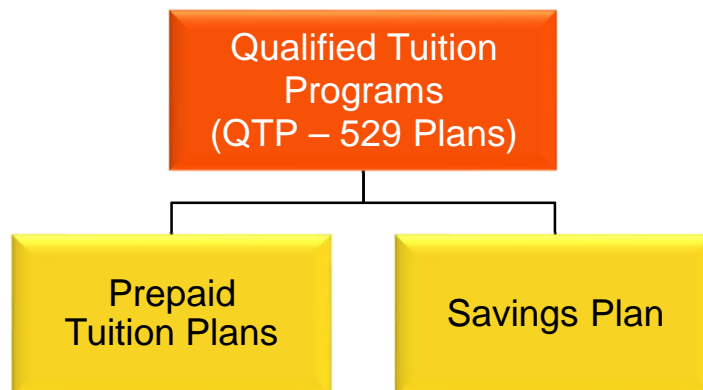 Qualified Tuition
Programs
(QTP – 529 Plans)
Prepaid
Tuition Plans
Savings Plan